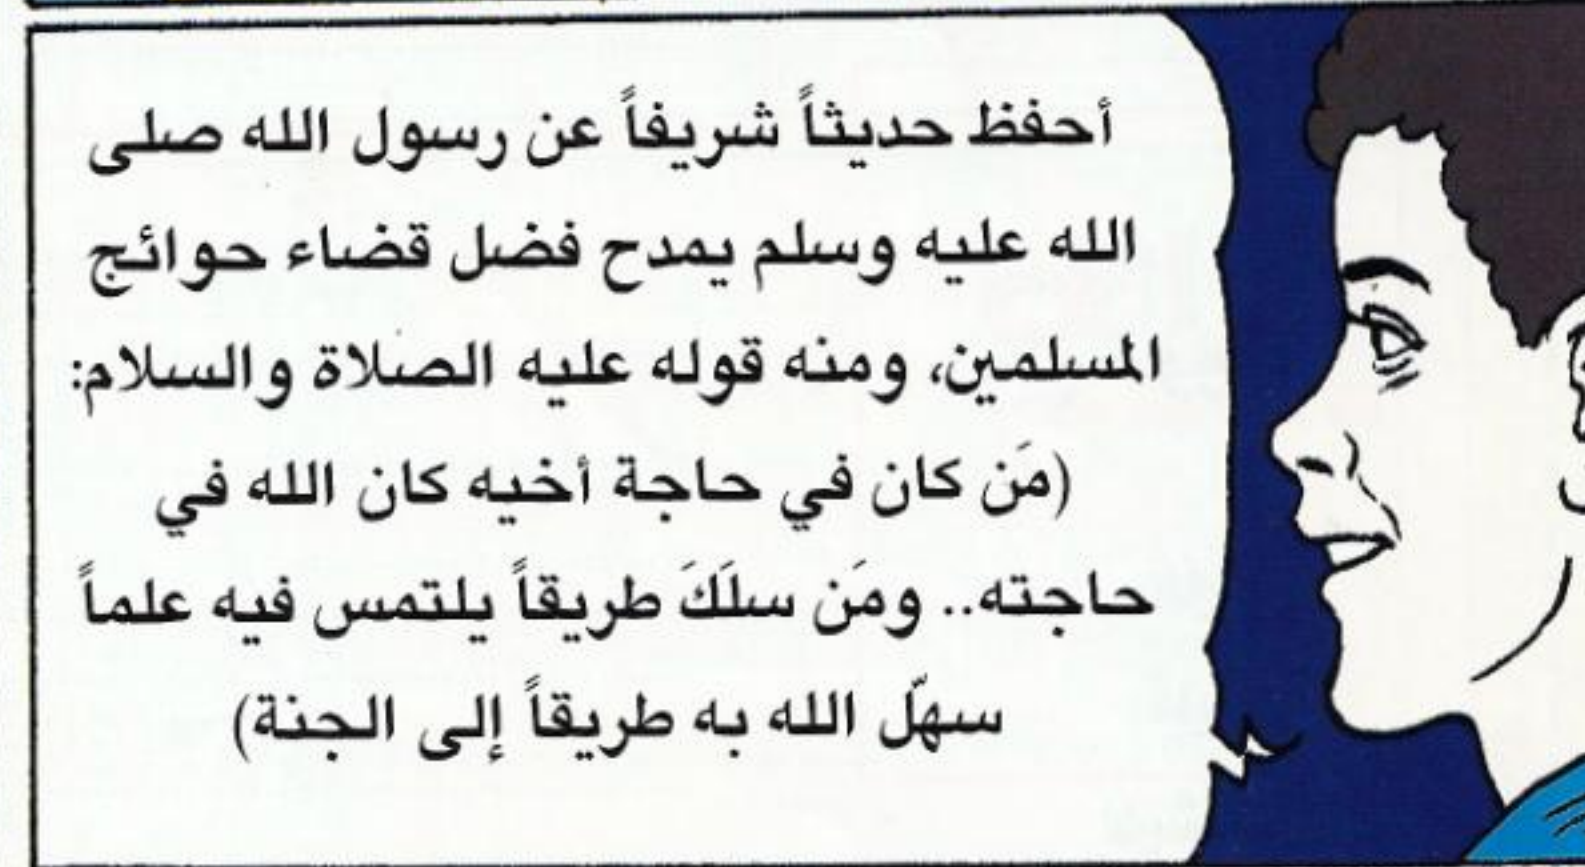 أحفظ حديثاً شريفاً عن رسول الله صلى
الله عليه وسلم يمدح فضل قضاء حوائج
المسلمين، ومنه قوله عليه الصلاة والسلام:
(مَن كان في حاجة أخيه كان الله في
حاجته.. ومَن سلَكَ طريقاً يلتمس فيه علماً
سهّل الله به طريقاً إلى الجنة)